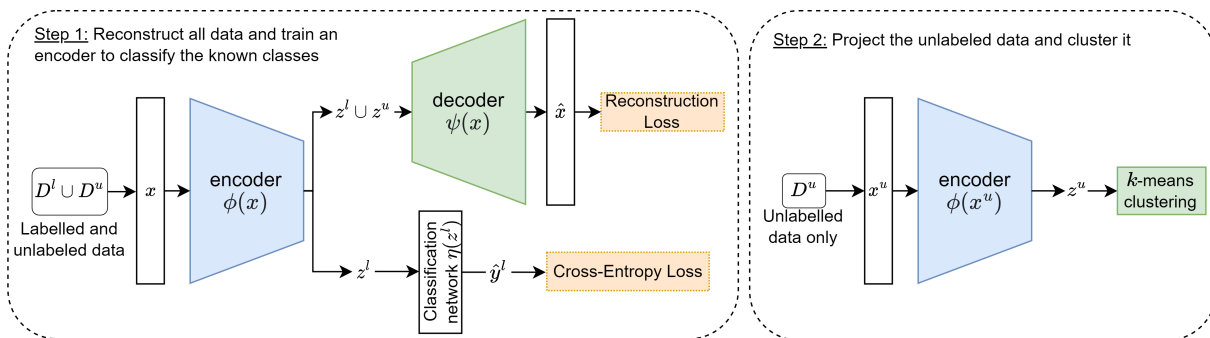 Step 1: Reconstruct all data and train an
encoder to classify the known classes
D^l ∪ D^u
Labelled and
unlabeled data
x
encoder
ϕ(x)
z^l ∪ z^u
decoder
ψ(x)
x̂
Reconstruction
Loss
z^l
Classification
network η(z^l)
ŷ^l
Cross-Entropy Loss
Step 2: Project the unlabeled data and cluster it
D^u
Unlabelled
data only
x^u
encoder
ϕ(x^u)
z^u
k-means
clustering